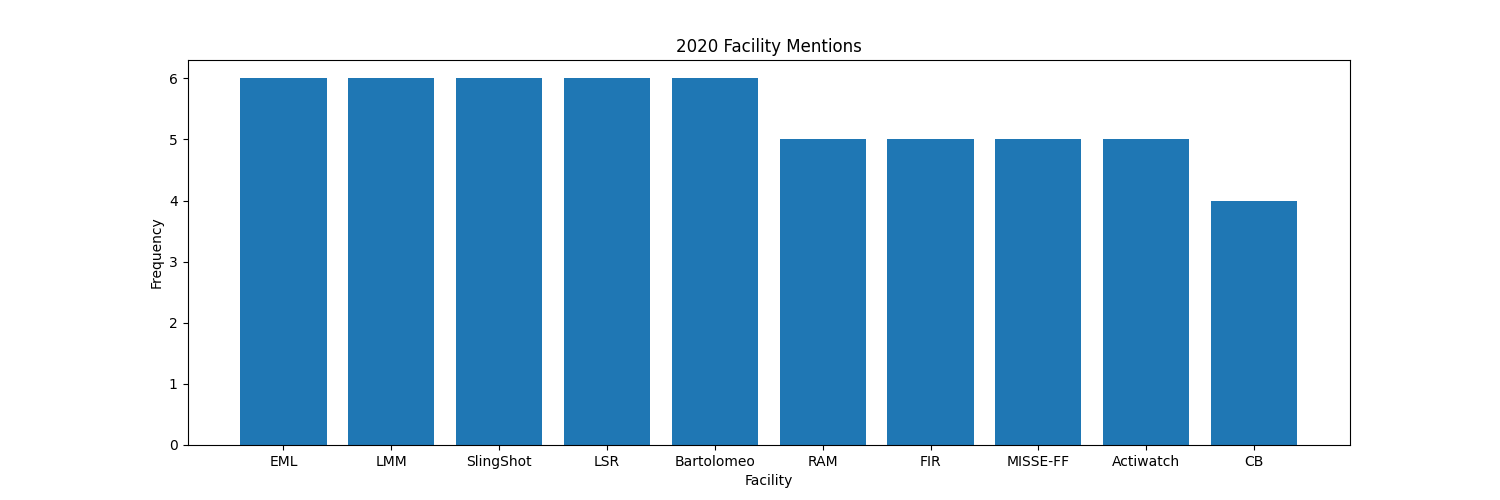 2020 Facility Mentions
Frequency
6
5
4
3
2
1
0
EML LMM SlingShot LSR Bartolomeo RAM FIR MISSE-FF Actiwatch CB
Facility